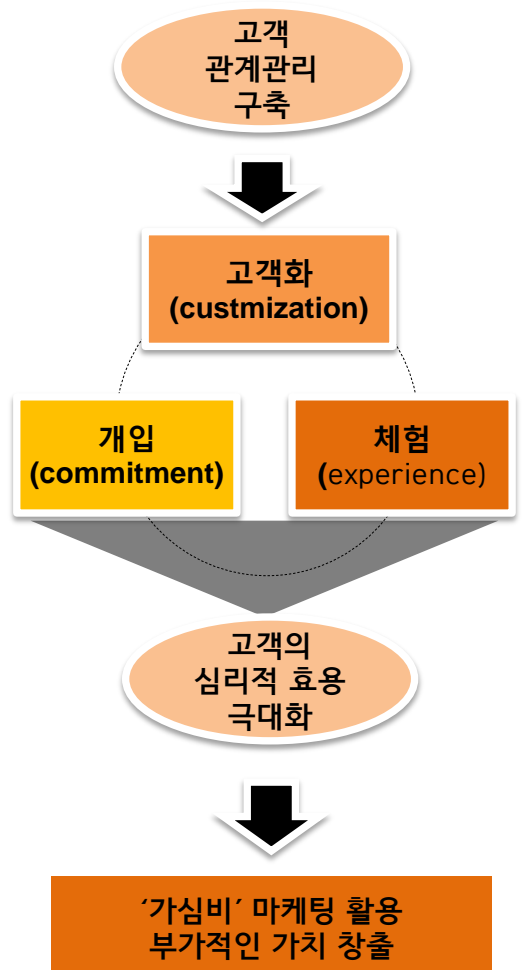 고객
관계관리
구축
고객화
(custmization)
개입
(commitment)
체험
(experience)
고객의
심리적 효용
극대화
‘가심비’ 마케팅 활용
부가적인 가치 창출